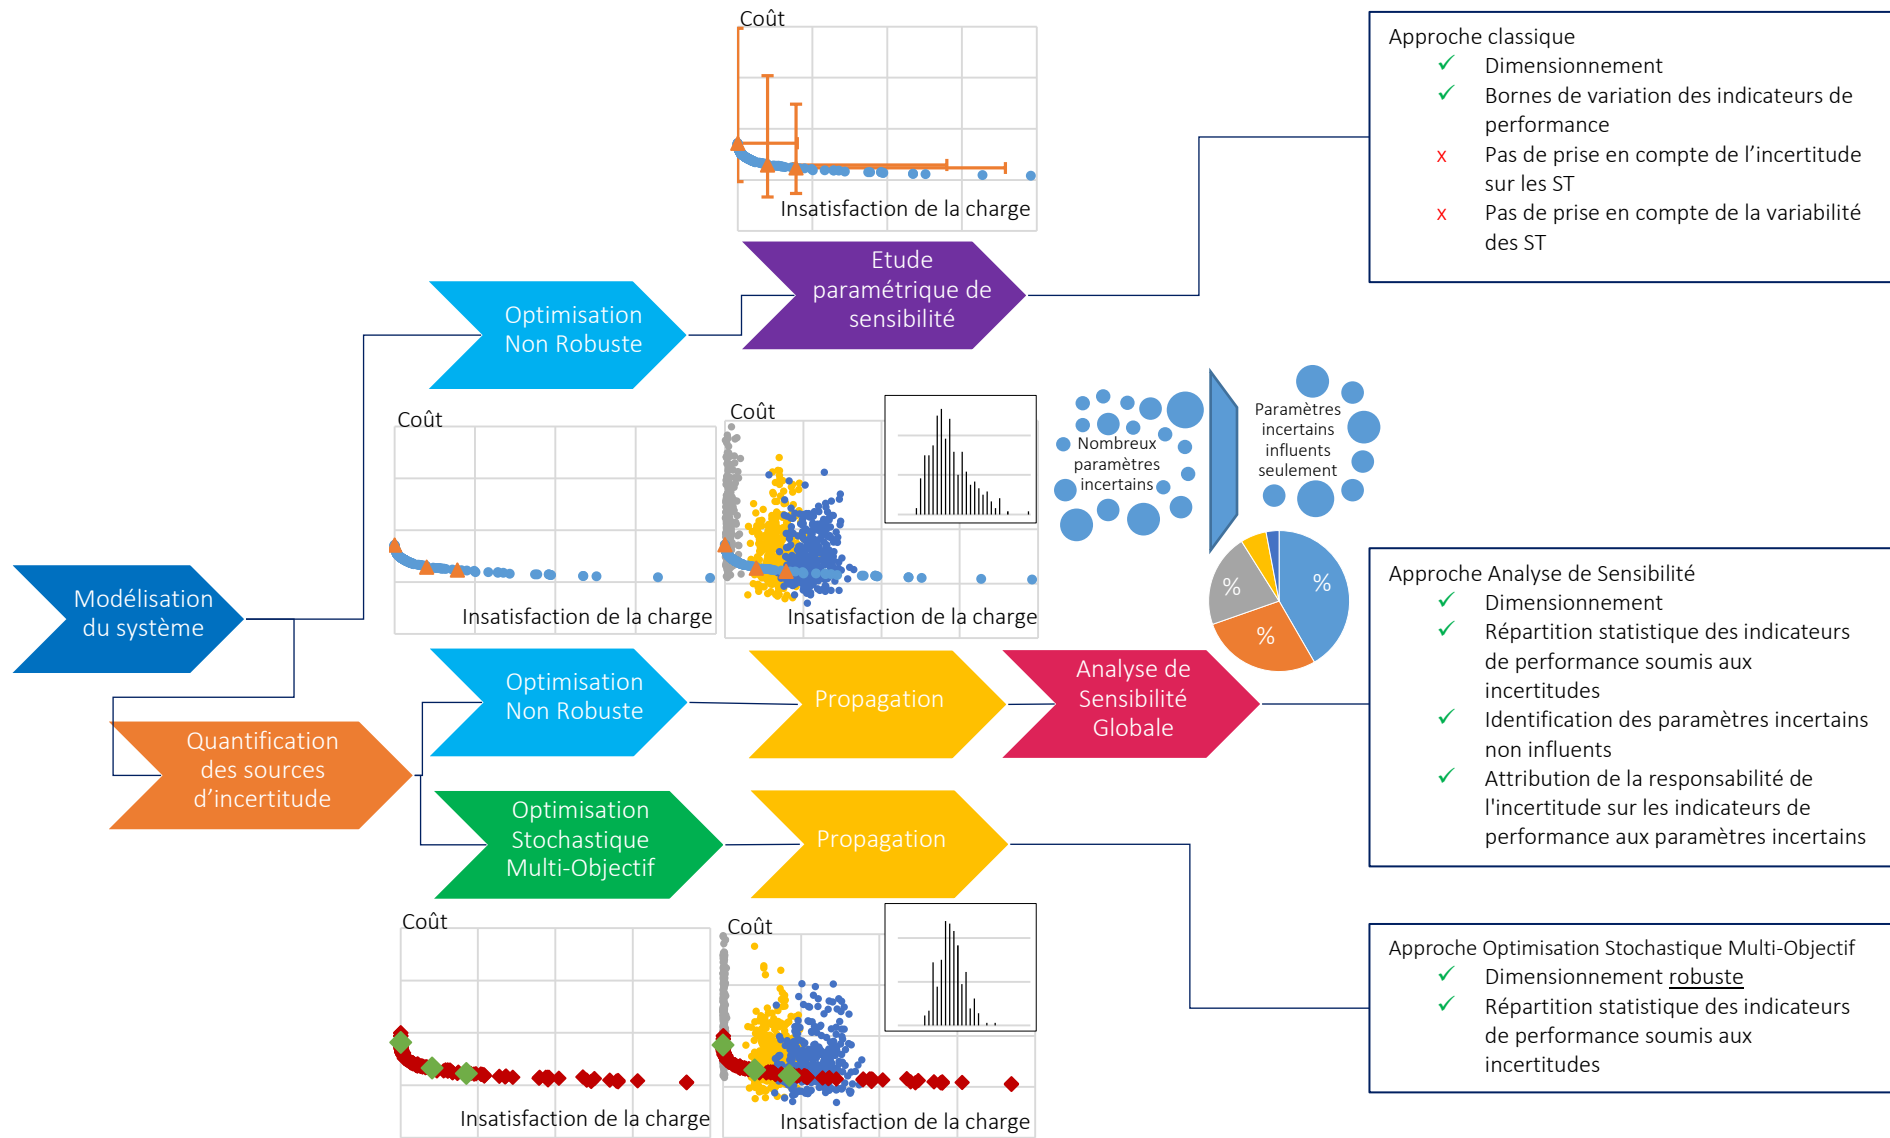 Coût
Insatisfaction de la charge
Approche classique
✓ Dimensionnement
✓ Bornes de variation des indicateurs de
performance
x Pas de prise en compte de l'incertitude
sur les ST
x Pas de prise en compte de la variabilité
des ST
Optimisation
Non Robuste
Etude
paramétrique de
sensibilité
Coût
Insatisfaction de la charge
Coût
Insatisfaction de la charge
Nombreux
paramètres
incertains
Paramètres
incertains
influents
seulement
%
%
%
Modélisation
du système
Quantification
des sources
d'incertitude
Optimisation
Non Robuste
Propagation
Analyse de
Sensibilité
Globale
Approche Analyse de Sensibilité
✓ Dimensionnement
✓ Répartition statistique des indicateurs
de performance soumis aux
incertitudes
✓ Identification des paramètres incertains
non influents
✓ Attribution de la responsabilité de
l'incertitude sur les indicateurs de
performance aux paramètres incertains
Optimisation
Stochastique
Multi-Objectif
Propagation
Coût
Insatisfaction de la charge
Coût
Insatisfaction de la charge
Approche Optimisation Stochastique Multi-Objectif
✓ Dimensionnement robuste
✓ Répartition statistique des indicateurs
de performance soumis aux
incertitudes